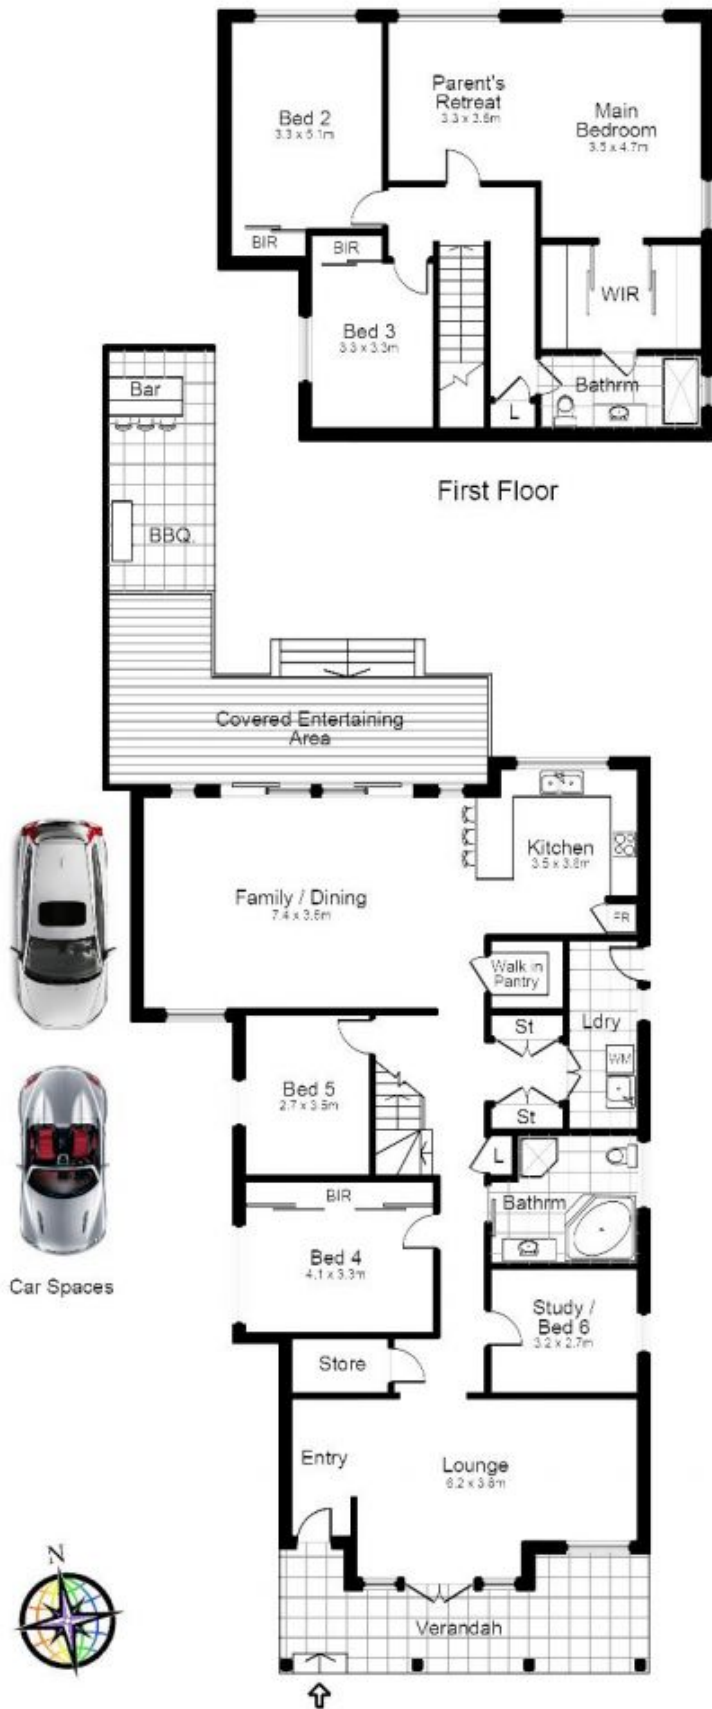 Bed 2
3.3 x 5.1m
Parent's
Retreat
3.3 x 3.6m
Main
Bedroom
3.5 x 4.7m
BIR
BIR
WIR
Bed 3
3.3 x 3.3m
Bathrm
L
Bar
First Floor
BBQ.
Covered Entertaining
Area
Kitchen
3.5 x 3.8m
Family / Dining
7.4 x 3.6m
FR
Walk in
Pantry
St
Ldry
WM
Bed 5
2.7 x 3.5m
St
L
BIR
Bathrm
Bed 4
4.1 x 3.3m
Car Spaces
Study /
Bed 6
3.2 x 2.7m
Store
Entry
Lounge
6.2 x 3.8m
N
Verandah